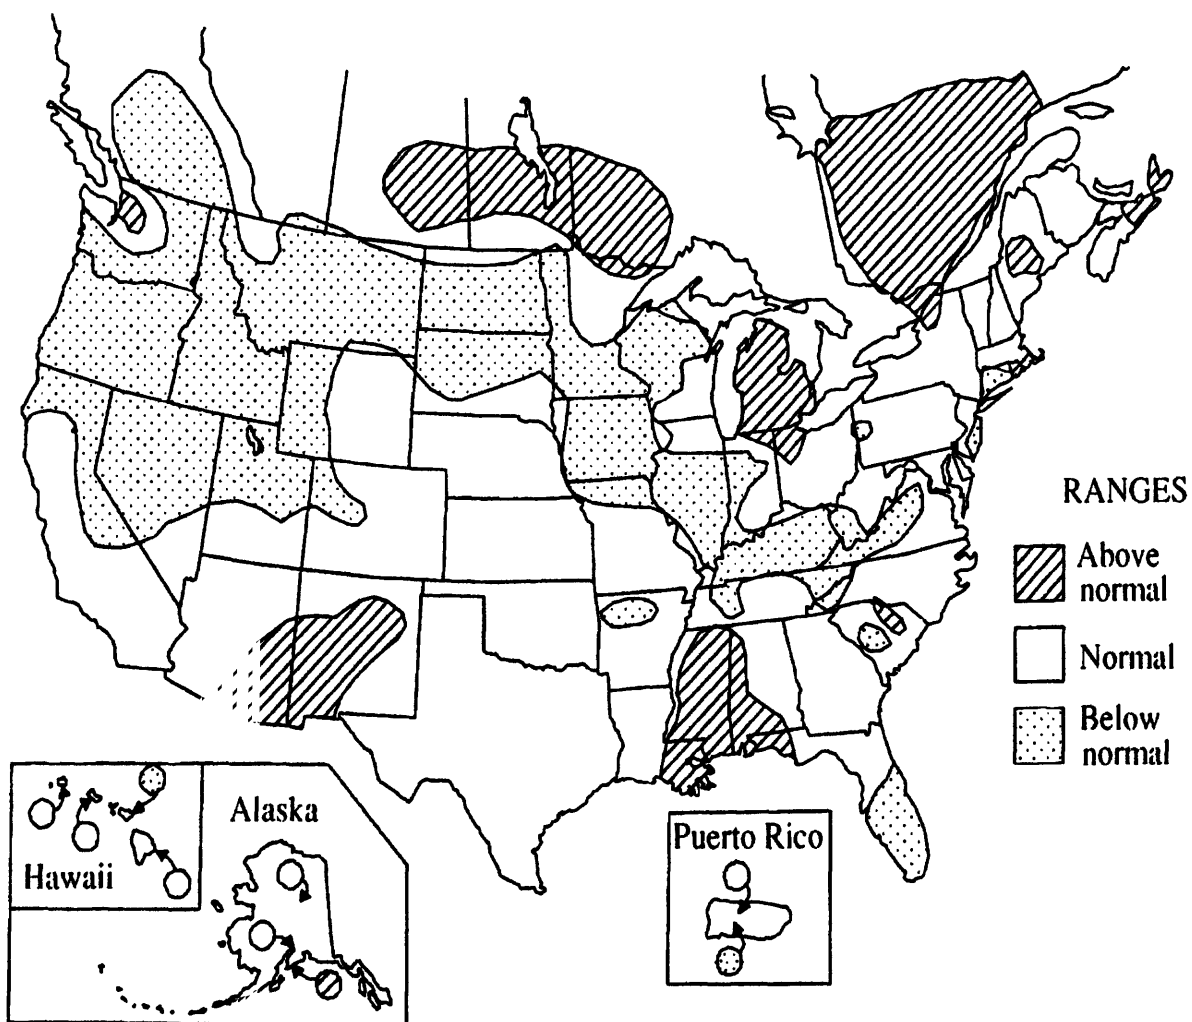 RANGES
Above
normal
Normal
Below
normal
Alaska
Hawaii
Puerto Rico